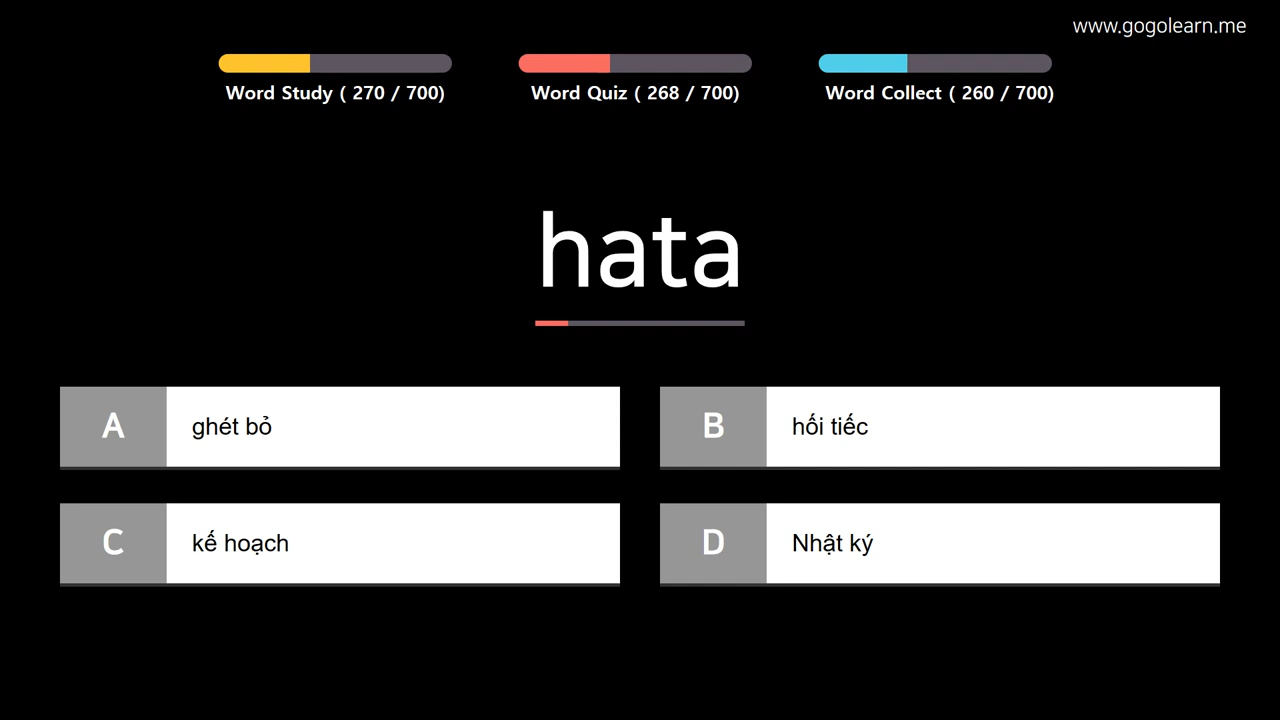 www.gogolearn.me
Word Study ( 270 / 700)
Word Quiz ( 268 / 700)
Word Collect ( 260 / 700)
hata
A
ghét bỏ
B
hối tiếc
C
kế hoạch
D
Nhật ký